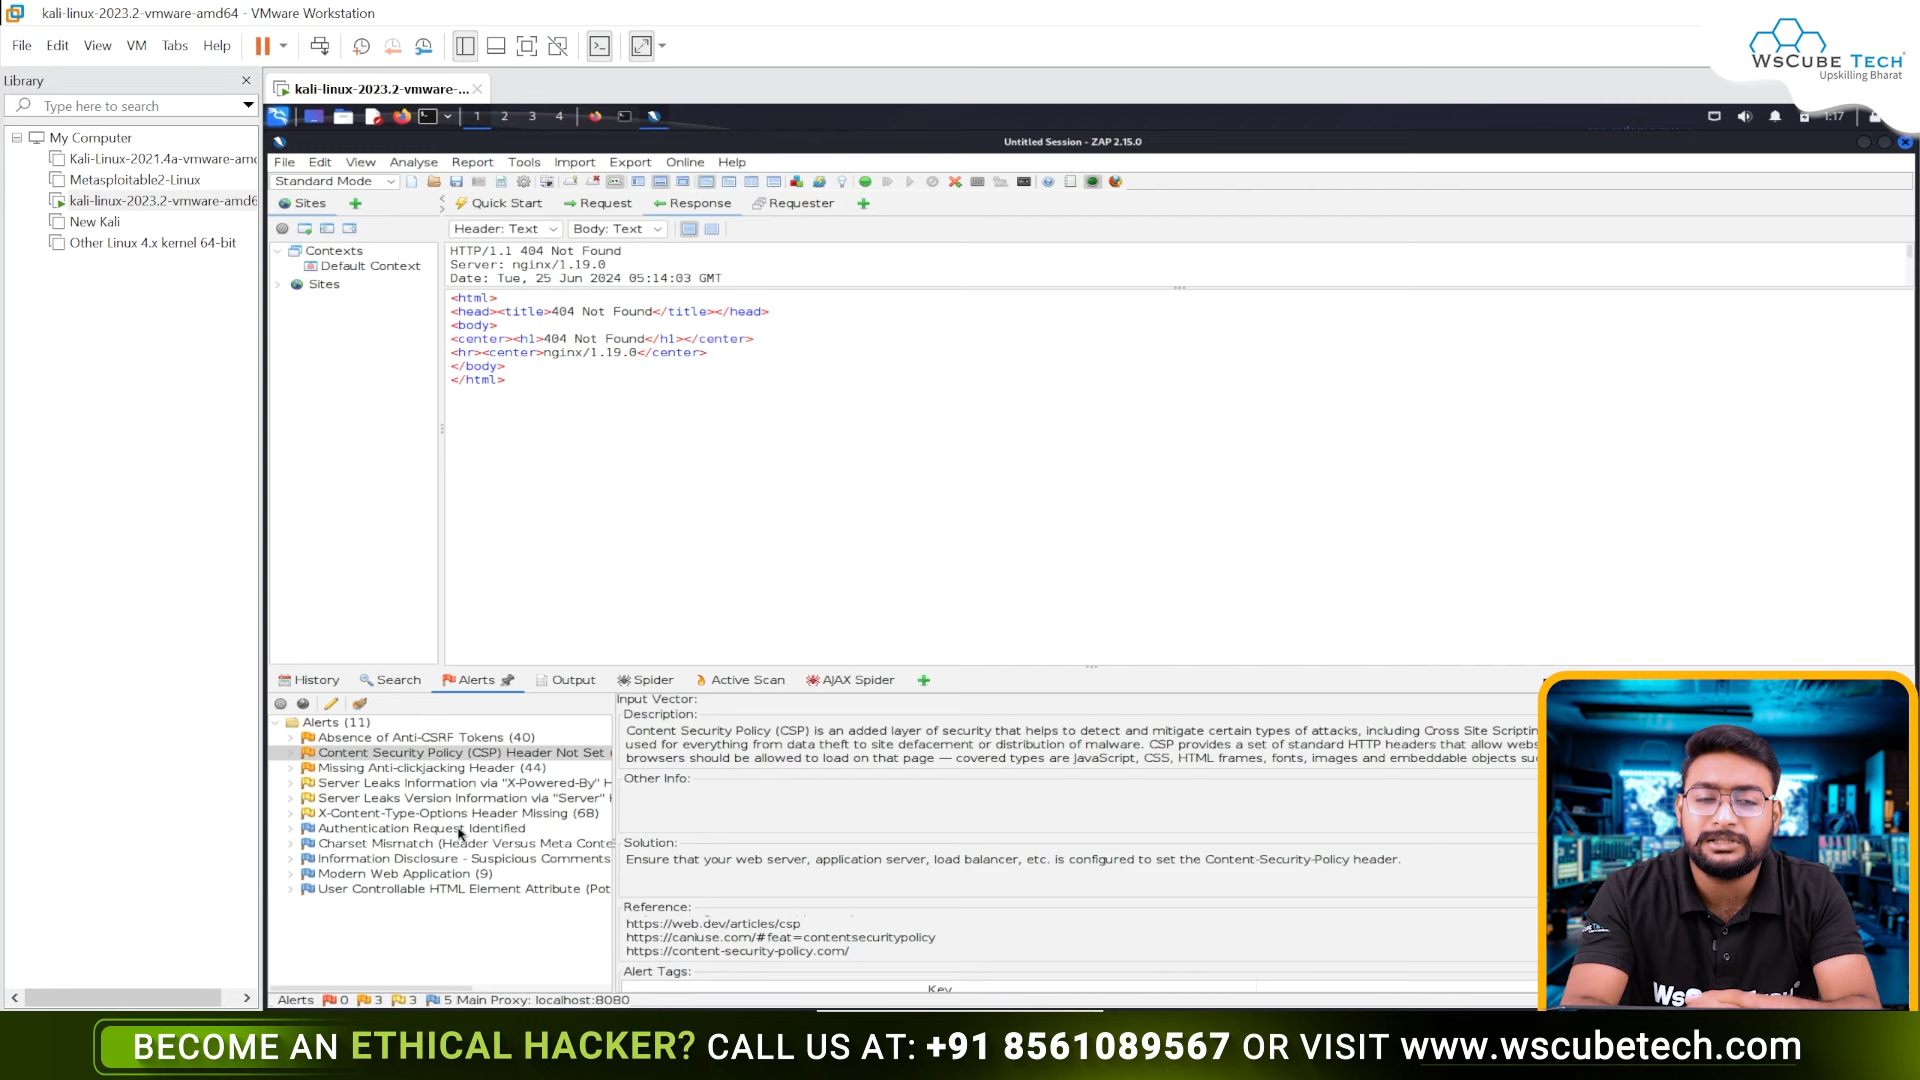 kali-linux-2023.2-vmware-amd64 - VMware Workstation
File Edit View VM Tabs Help
WsCube Tech
Upskilling Bharat
Library
Type here to search
My Computer
Kali-Linux-2021.4a-vmware-amd
Metasploitable2-Linux
kali-linux-2023.2-vmware-amd6
New Kali
Other Linux 4.x kernel 64-bit
kali-linux-2023.2-vmware-...
1 2 3 4
1:17
Untitled Session - ZAP 2.15.0
File Edit View Analyse Report Tools Import Export Online Help
Standard Mode
Sites
Quick Start Request Response Requester
Header: Text Body: Text
Contexts
Default Context
Sites
HTTP/1.1 404 Not Found
Server: nginx/1.19.0
Date: Tue, 25 Jun 2024 05:14:03 GMT
<html>
<head><title>404 Not Found</title></head>
<body>
<center><h1>404 Not Found</h1></center>
<hr><center>nginx/1.19.0</center>
</body>
</html>
History Search Alerts Output Spider Active Scan AJAX Spider
Alerts (11)
Absence of Anti-CSRF Tokens (40)
Content Security Policy (CSP) Header Not Set (
Missing Anti-clickjacking Header (44)
Server Leaks Information via "X-Powered-By" H
Server Leaks Version Information via "Server" H
X-Content-Type-Options Header Missing (68)
Authentication Request Identified
Charset Mismatch (Header Versus Meta Conte
Information Disclosure - Suspicious Comments
Modern Web Application (9)
User Controllable HTML Element Attribute (Pot
Input Vector:
Description:
Content Security Policy (CSP) is an added layer of security that helps to detect and mitigate certain types of attacks, including Cross Site Scriptin
used for everything from data theft to site defacement or distribution of malware. CSP provides a set of standard HTTP headers that allow webs
browsers should be allowed to load on that page — covered types are JavaScript, CSS, HTML frames, fonts, images and embeddable objects su
Other Info:
Solution:
Ensure that your web server, application server, load balancer, etc. is configured to set the Content-Security-Policy header.
Reference:
https://web.dev/articles/csp
https://caniuse.com/#feat=contentsecuritypolicy
https://content-security-policy.com/
Alert Tags:
Key
Alerts 0 3 3 5 Main Proxy: localhost:8080
BECOME AN ETHICAL HACKER? CALL US AT: +91 8561089567 OR VISIT www.wscubetech.com